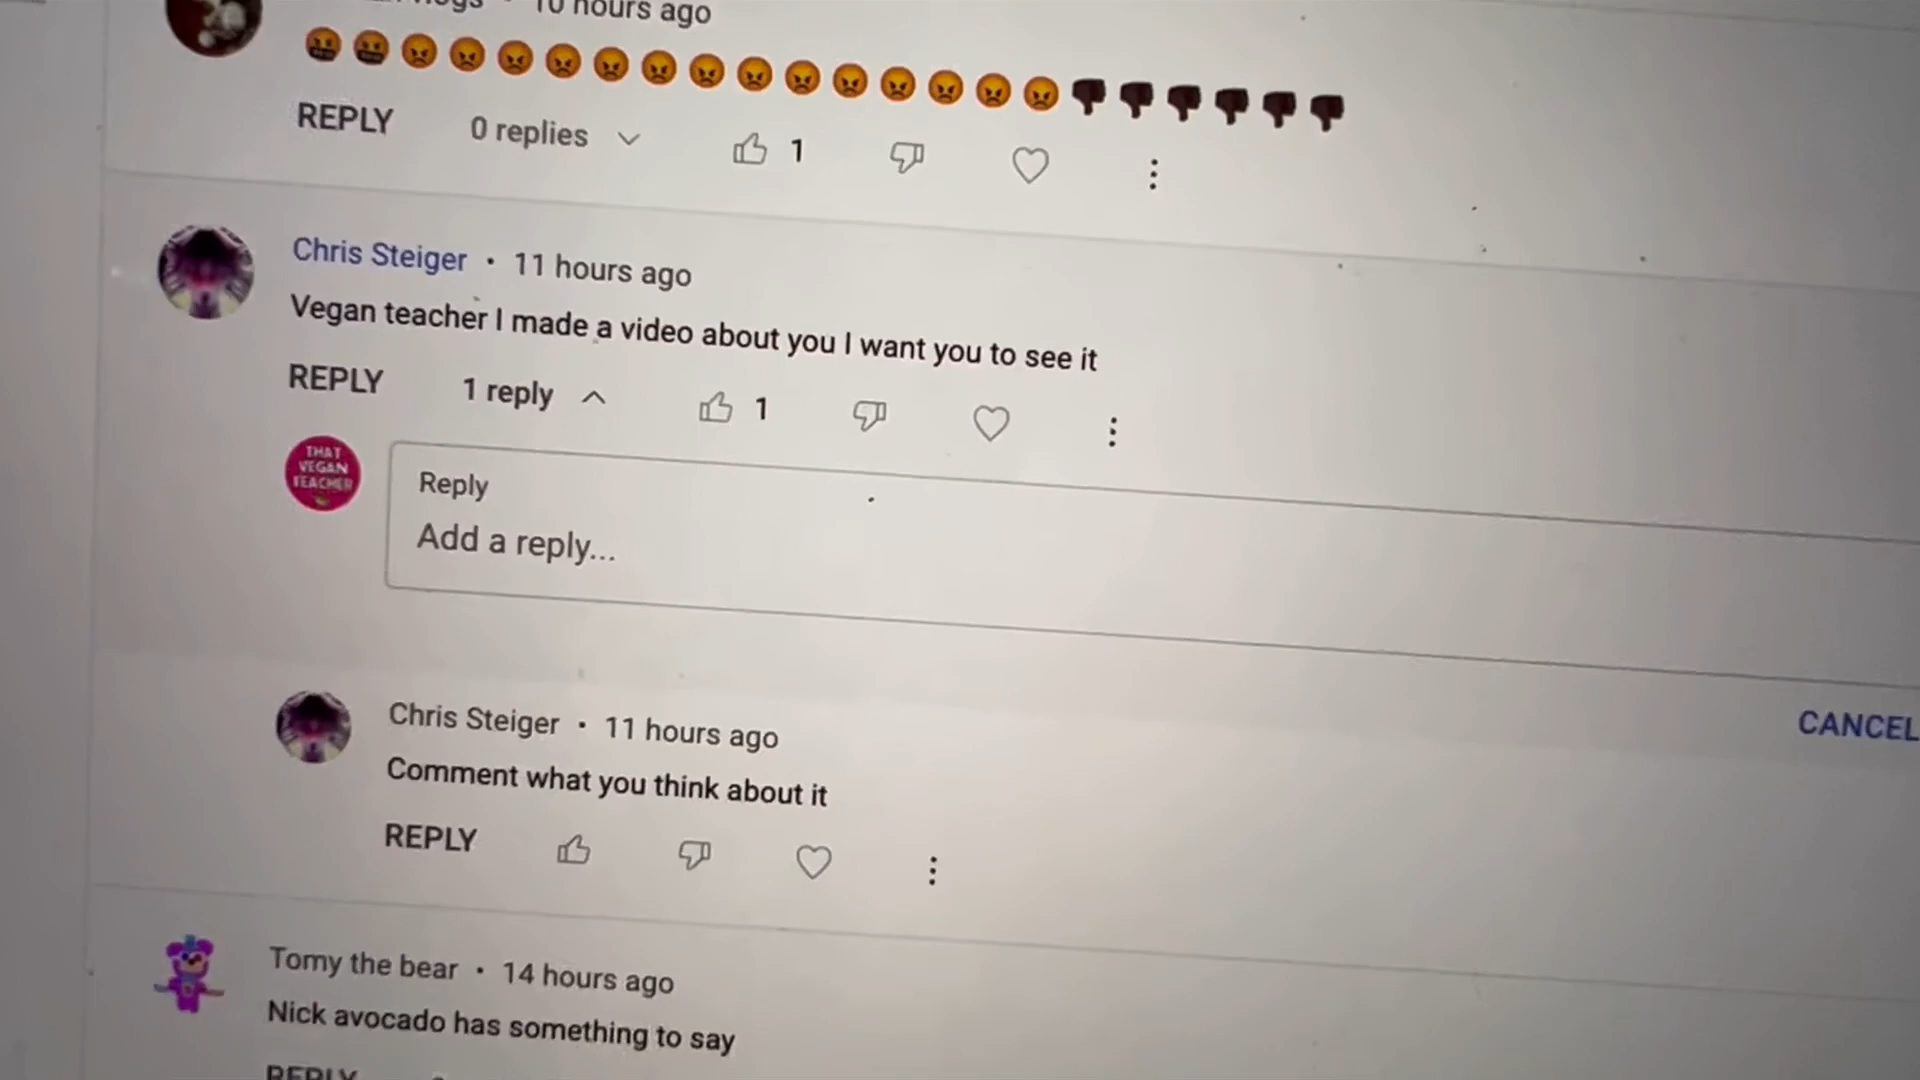 10 hours ago
🤬🤬😡😡😡😡😡😡😡😡😡😡😡😡😡😡👎🏿👎🏿👎🏿👎🏿👎🏿👎🏿
REPLY 0 replies 1
Chris Steiger · 11 hours ago
Vegan teacher I made a video about you I want you to see it
REPLY 1 reply 1
THAT
VEGAN
TEACHER
Reply
Add a reply...
CANCEL
Chris Steiger · 11 hours ago
Comment what you think about it
REPLY
Tomy the bear · 14 hours ago
Nick avocado has something to say
REPLY